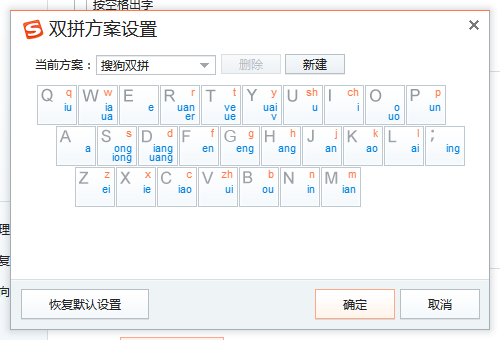 按空格出字
双拼方案设置
当前方案：搜狗双拼 删除 新建
Q q iu W w ia ua E e R r uan er T t ve ue Y y uai v U sh u I ch i O o uo P p un
A a S s ong iong D d iang uang F f en G g eng H h ang J j an K k ao L l ai ; ing
Z z ei X x ie C c iao V zh ui B b ou N n in M m ian
理
复
向
恢复默认设置 确定 取消